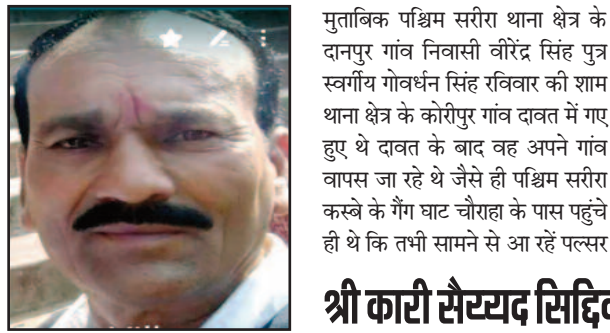 मुताबिक पश्चिम सरीरा थाना क्षेत्र के
दानपुर गांव निवासी वीरेंद्र सिंह पुत्र
स्वर्गीय गोवर्धन सिंह रविवार की शाम
थाना क्षेत्र के कोरीपुर गांव दावत में गए
हुए थे दावत के बाद वह अपने गांव
वापस जा रहे थे जैसे ही पश्चिम सरीरा
कस्बे के गैंग घाट चौराहा के पास पहुंचे
ही थे कि तभी सामने से आ रहें पल्सर
श्री कारी सैय्यद